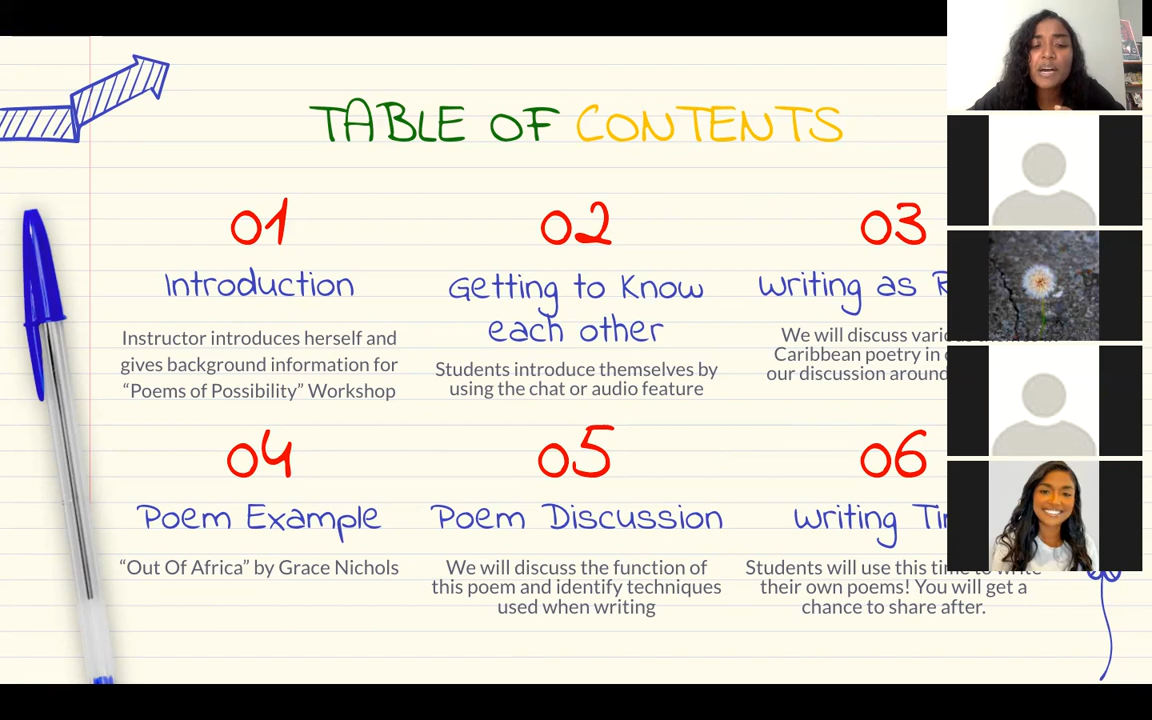 TABLE OF CONTENTS
01
Introduction
Instructor introduces herself and
gives background information for
“Poems of Possibility” Workshop
02
Getting to Know
each other
Students introduce themselves by
using the chat or audio feature
03
Writing as
We will discuss
Caribbean poetry in
our discussion around
04
Poem Example
“Out Of Africa” by Grace Nichols
05
Poem Discussion
We will discuss the function of
this poem and identify techniques
used when writing
06
Writing
Students will use this time to write
their own poems! You will get a
chance to share after.